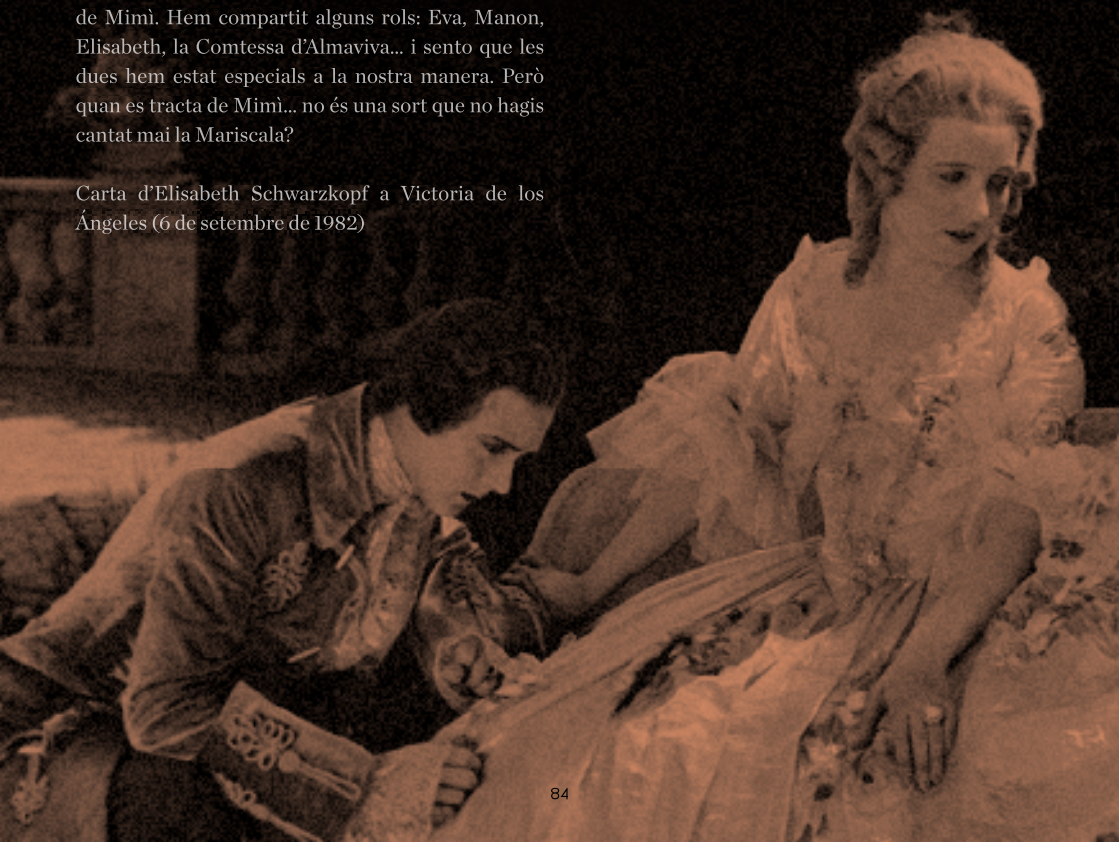 de Mimì. Hem compartit alguns rols: Eva, Manon,
Elisabeth, la Comtessa d’Almaviva... i sento que les
dues hem estat especials a la nostra manera. Però
quan es tracta de Mimì... no és una sort que no hagis
cantat mai la Mariscala?
Carta d’Elisabeth Schwarzkopf a Victoria de los
Ángeles (6 de setembre de 1982)
84